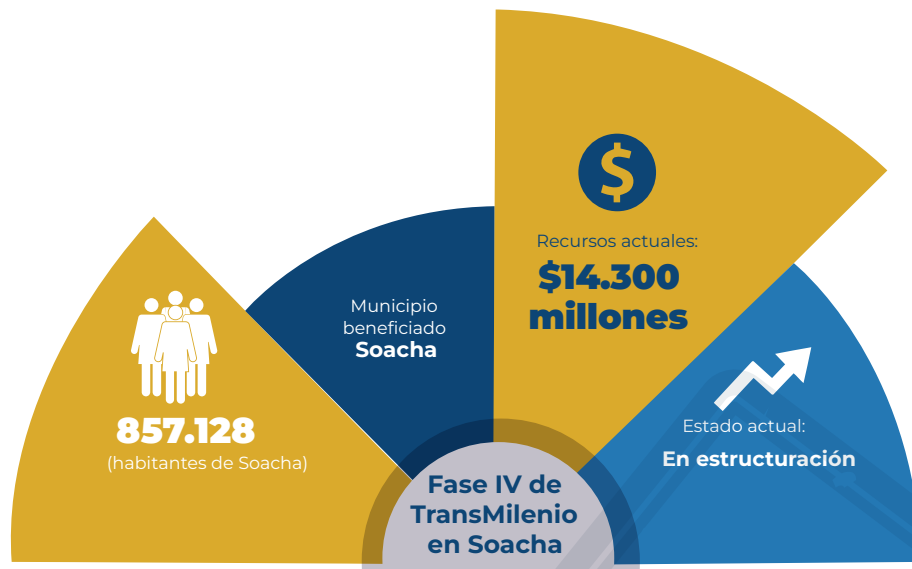 857.128
(habitantes de Soacha)
Municipio
beneficiado
Soacha
$
Recursos actuales:
$14.300
millones
Estado actual:
En estructuración
Fase IV de
TransMilenio
en Soacha